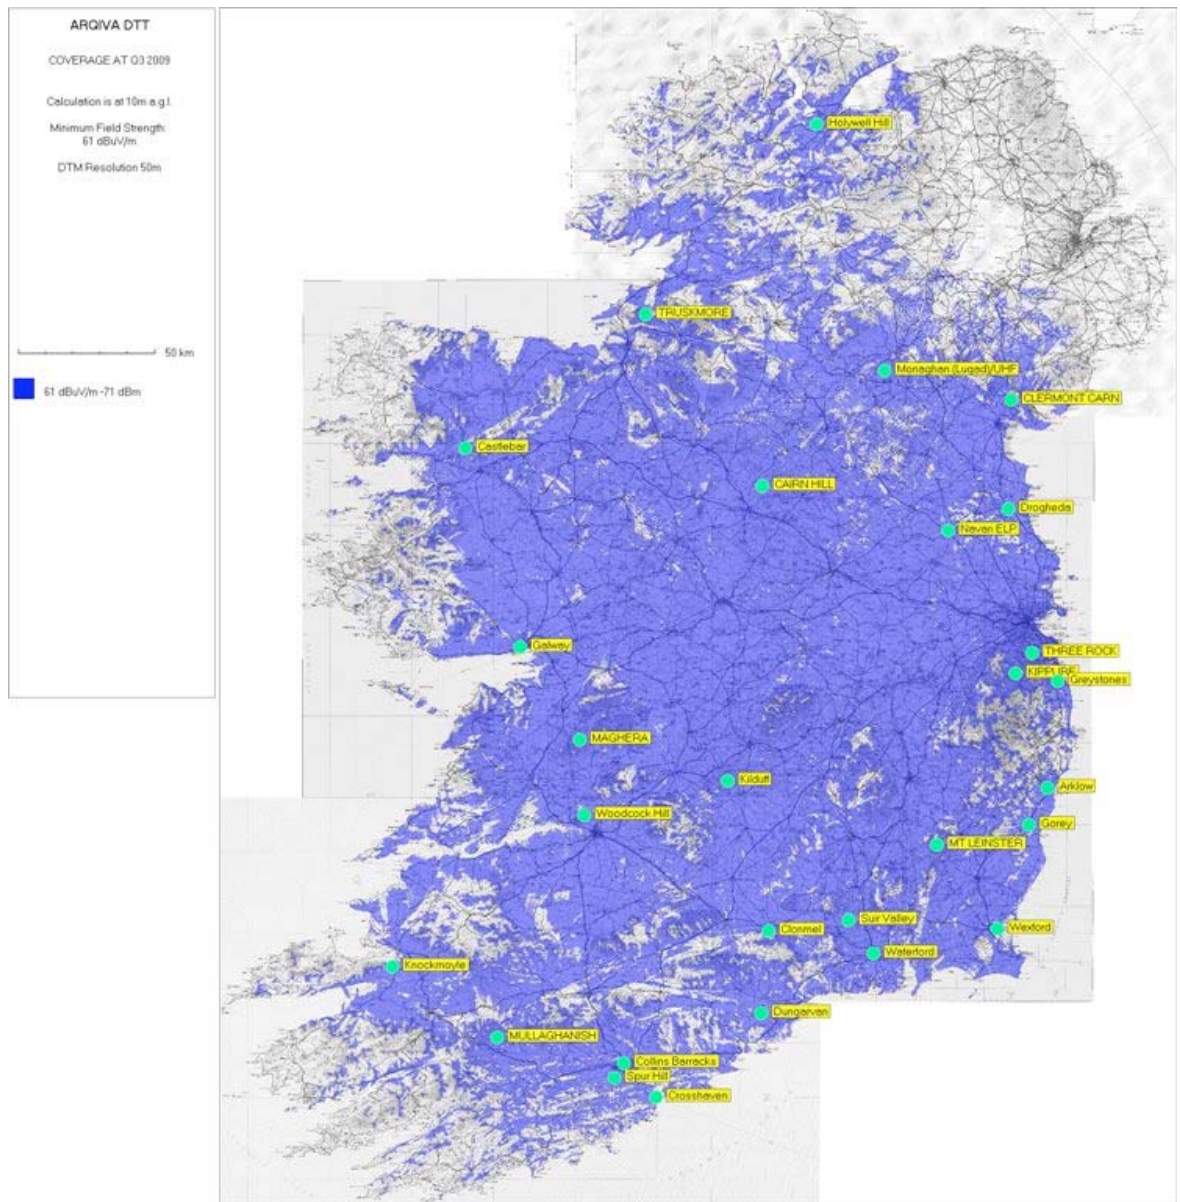 ARQIVA DTT
COVERAGE AT Q3 2009
Calculation is at 10m a.g.l.
Minimum Field Strength:
61 dBuV/m
DTM Resolution 50m
50 km
61 dBuV/m -71 dBm
Holywell Hill
TRUSKMORE
Monaghan (Lugad)/UHF
CLERMONT CARN
Castlebar
CAIRN HILL
Drogheda
Navan ELP
Galway
THREE ROCK
KIPPURE
Greystones
MAGHERA
Kilduff
Arklow
Woodcock Hill
Gorey
MT LEINSTER
Suir Valley
Clonmel
Wexford
Waterford
Knockmoyle
Dungarvan
MULLAGHANISH
Collins Barracks
Spur Hill
Crosshaven